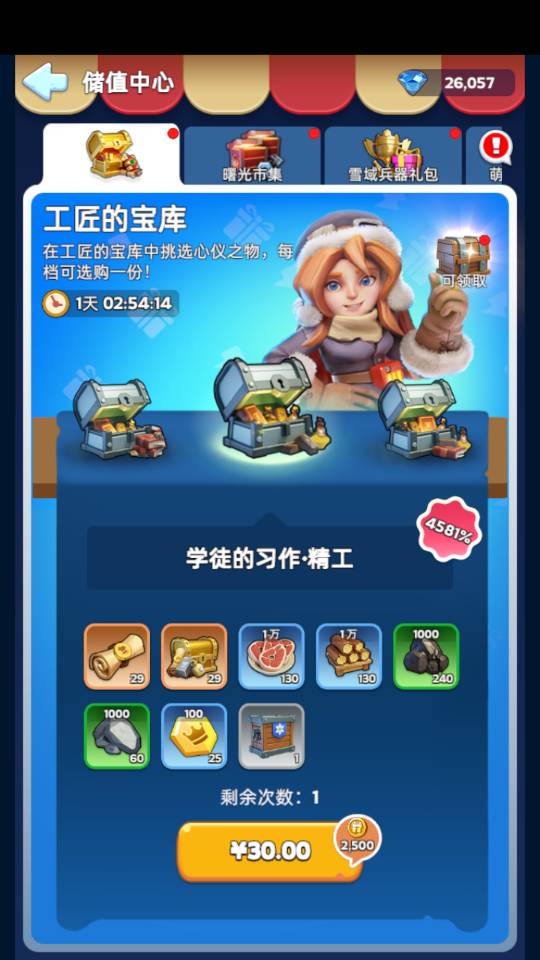 储值中心
26,057
曙光市集
雪域兵器礼包
萌
工匠的宝库
在工匠的宝库中挑选心仪之物，每
档可选购一份！
1天 02:54:14
可领取
4581%
学徒的习作·精工
29
29
1万
130
1万
130
1000
240
1000
60
100
25
1
剩余次数：1
¥30.00
2,500